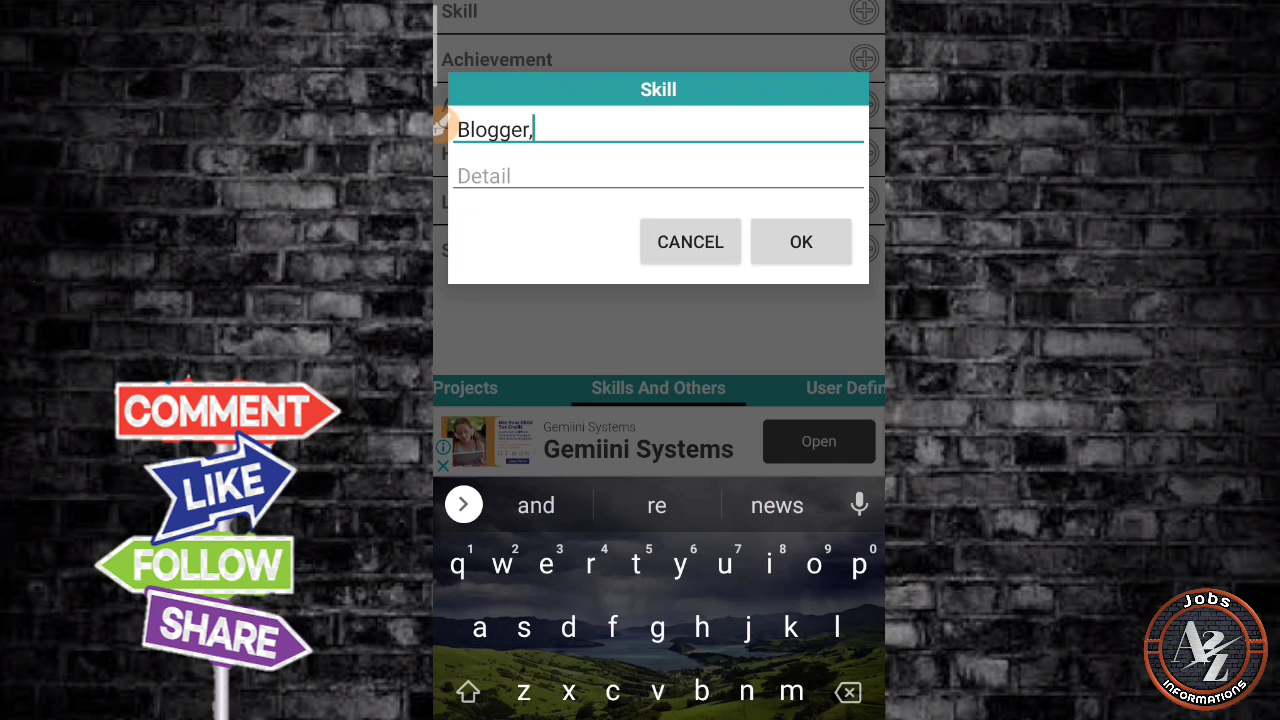 Skill
Achievement
Skill
Blogger,
Detail
CANCEL
OK
Projects
Skills And Others
User Defin
Gemiini Systems
Gemiini Systems
Open
and
re
news
1 2 3 4 5 6 7 8 9 0
q w e r t y u i o p
a s d f g h j k l
z x c v b n m
COMMENT
LIKE
FOLLOW
SHARE
Jobs
A2Z
INFORMATIONS